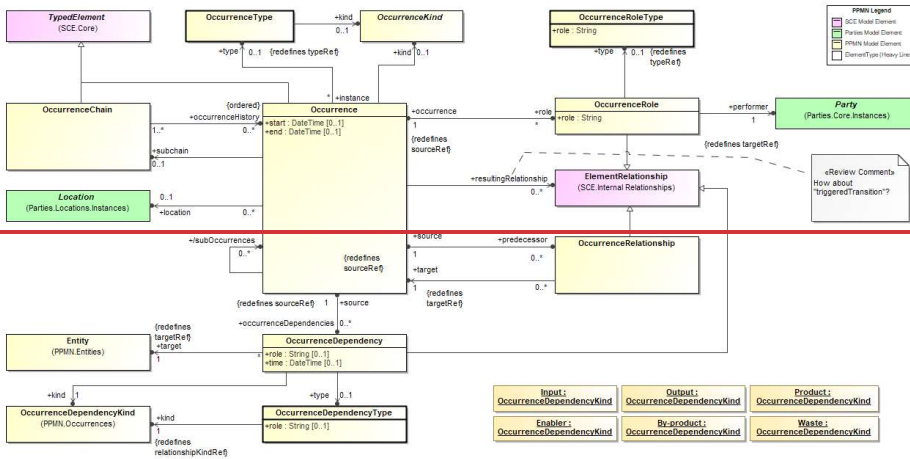 TypedElement
(SCE.Core)
OccurrenceType
+kind
0..*
OccurrenceKind
OccurrenceRoleType
+role : String
PPMN Legend
SCE Model Element
Parties Model Element
PPMN Model Element
ElementType (Heavy Line
+type
0..1
{redefines typeRef}
+kind
0..1
+type
0..1
{redefines
typeRef}
*
+instance
OccurrenceChain
{ordered}
+occurrenceHistory
1..*
0..*
+subchain
0..1
Occurrence
+start : DateTime [0..1]
+end : DateTime [0..1]
+occurrence
1
{redefines
sourceRef}
+role
*
OccurrenceRole
+role : String
+performer
1
{redefines targetRef}
Party
(Parties.Core.Instances)
+resultingRelationship
0..*
ElementRelationship
(SCE.Internal Relationships)
«Review Comment»
How about
"triggeredTransition"?
Location
(Parties.Locations.Instances)
0..1
+location
0..*
+/subOccurrences
0..*
{redefines
sourceRef}
+source
1
+predecessor
0..*
OccurrenceRelationship
+target
1
{redefines
targetRef}
0..*
{redefines sourceRef}
1
+source
+occurrenceDependencies
0..*
Entity
(PPMN.Entities)
{redefines
targetRef}
+target
1
*
OccurrenceDependency
+role : String [0..1]
+time : DateTime [0..1]
+kind
1
+type
0..1
OccurrenceDependencyKind
(PPMN.Occurrences)
+kind
1
{redefines
relationshipKindRef}
OccurrenceDependencyType
+role : String [0..1]
Input :
OccurrenceDependencyKind
Output :
OccurrenceDependencyKind
Product :
OccurrenceDependencyKind
Enabler :
OccurrenceDependencyKind
By-product :
OccurrenceDependencyKind
Waste :
OccurrenceDependencyKind